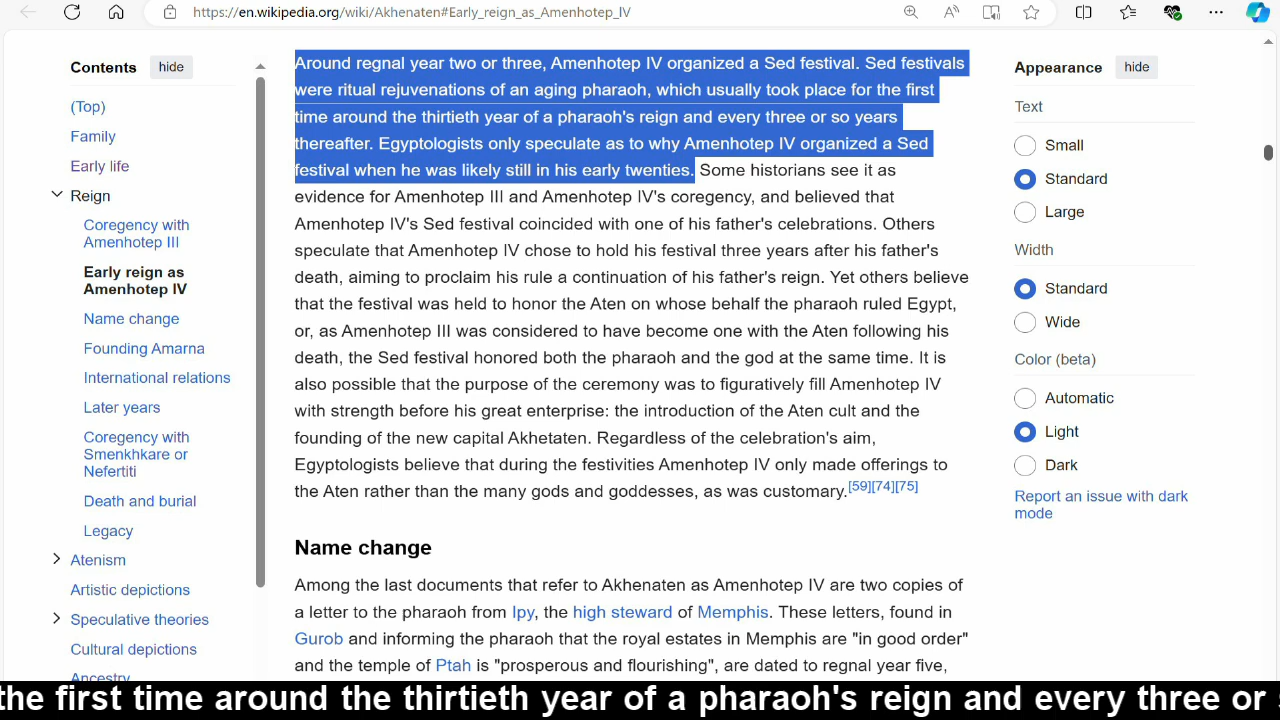 https://en.wikipedia.org/wiki/Akhenaten#Early_reign_as_Amenhotep_IV
Contents hide
(Top)
Family
Early life
Reign
Coregency with
Amenhotep III
Early reign as
Amenhotep IV
Name change
Founding Amarna
International relations
Later years
Coregency with
Smenkhkare or
Nefertiti
Death and burial
Legacy
Atenism
Artistic depictions
Speculative theories
Cultural depictions
Ancestry
Around regnal year two or three, Amenhotep IV organized a Sed festival. Sed festivals
were ritual rejuvenations of an aging pharaoh, which usually took place for the first
time around the thirtieth year of a pharaoh's reign and every three or so years
thereafter. Egyptologists only speculate as to why Amenhotep IV organized a Sed
festival when he was likely still in his early twenties. Some historians see it as
evidence for Amenhotep III and Amenhotep IV's coregency, and believed that
Amenhotep IV's Sed festival coincided with one of his father's celebrations. Others
speculate that Amenhotep IV chose to hold his festival three years after his father's
death, aiming to proclaim his rule a continuation of his father's reign. Yet others believe
that the festival was held to honor the Aten on whose behalf the pharaoh ruled Egypt,
or, as Amenhotep III was considered to have become one with the Aten following his
death, the Sed festival honored both the pharaoh and the god at the same time. It is
also possible that the purpose of the ceremony was to figuratively fill Amenhotep IV
with strength before his great enterprise: the introduction of the Aten cult and the
founding of the new capital Akhetaten. Regardless of the celebration's aim,
Egyptologists believe that during the festivities Amenhotep IV only made offerings to
the Aten rather than the many gods and goddesses, as was customary.[59][74][75]
Name change
Among the last documents that refer to Akhenaten as Amenhotep IV are two copies of
a letter to the pharaoh from Ipy, the high steward of Memphis. These letters, found in
Gurob and informing the pharaoh that the royal estates in Memphis are "in good order"
and the temple of Ptah is "prosperous and flourishing", are dated to regnal year five,
Appearance hide
Text
Small
Standard
Large
Width
Standard
Wide
Color (beta)
Automatic
Light
Dark
Report an issue with dark
mode
the first time around the thirtieth year of a pharaoh's reign and every three or